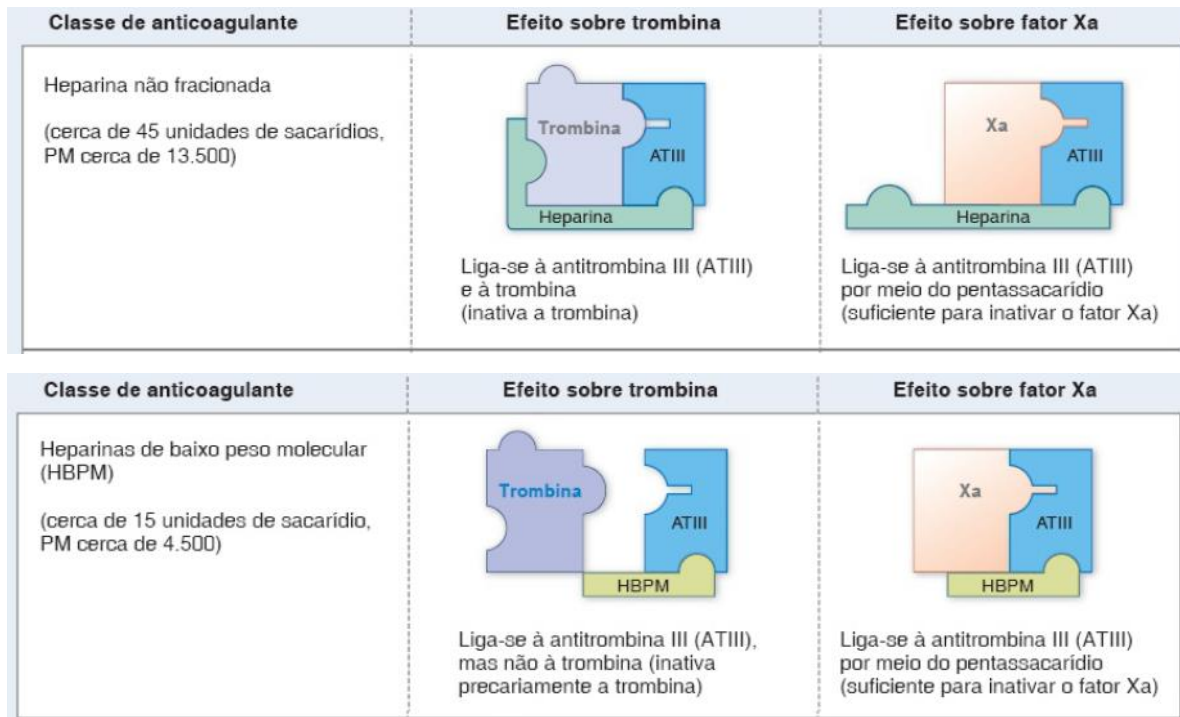 Classe de anticoagulante
Efeito sobre trombina
Efeito sobre fator Xa
Heparina não fracionada
(cerca de 45 unidades de sacarídios,
PM cerca de 13.500)
Trombina
ATIII
Heparina
Liga-se à antitrombina III (ATIII)
e à trombina
(inativa a trombina)
Xa
ATIII
Heparina
Liga-se à antitrombina III (ATIII)
por meio do pentassacarídio
(suficiente para inativar o fator Xa)
Classe de anticoagulante
Efeito sobre trombina
Efeito sobre fator Xa
Heparinas de baixo peso molecular
(HBPM)
(cerca de 15 unidades de sacarídio,
PM cerca de 4.500)
Trombina
ATIII
HBPM
Liga-se à antitrombina III (ATIII),
mas não à trombina (inativa
precariamente a trombina)
Xa
ATIII
HBPM
Liga-se à antitrombina III (ATIII)
por meio do pentassacarídio
(suficiente para inativar o fator Xa)